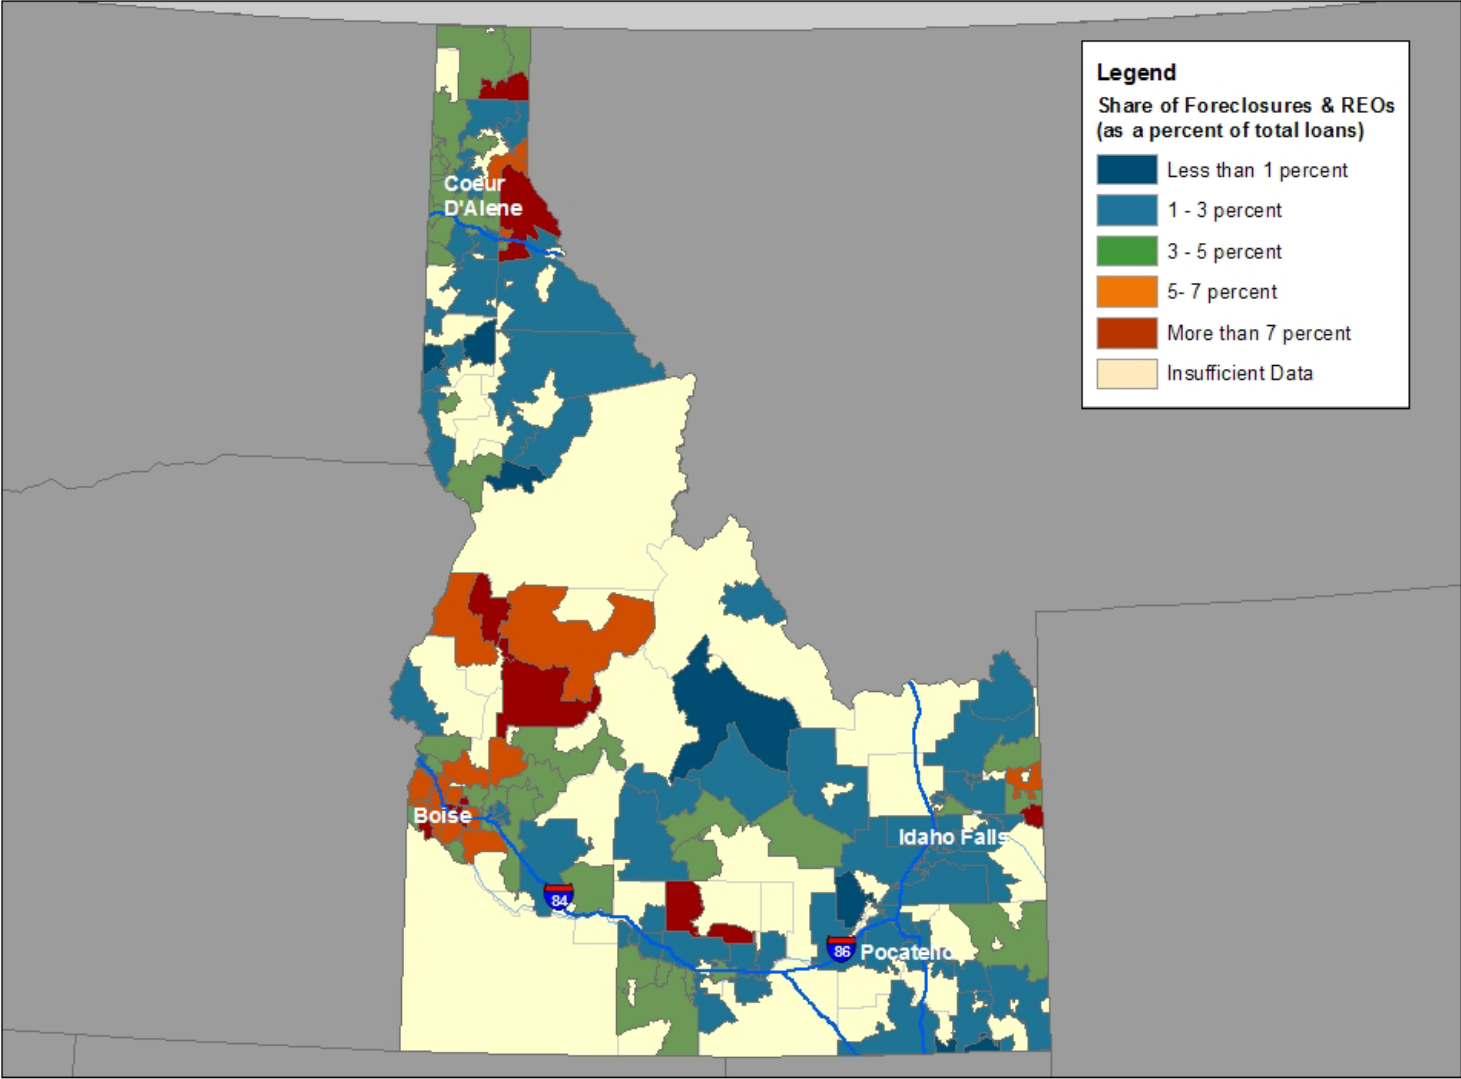 Legend
Share of Foreclosures & REOs
(as a percent of total loans)
Less than 1 percent
1 - 3 percent
3 - 5 percent
5- 7 percent
More than 7 percent
Insufficient Data
Coeur
D'Alene
Boise
Idaho Falls
84
86
Pocatello